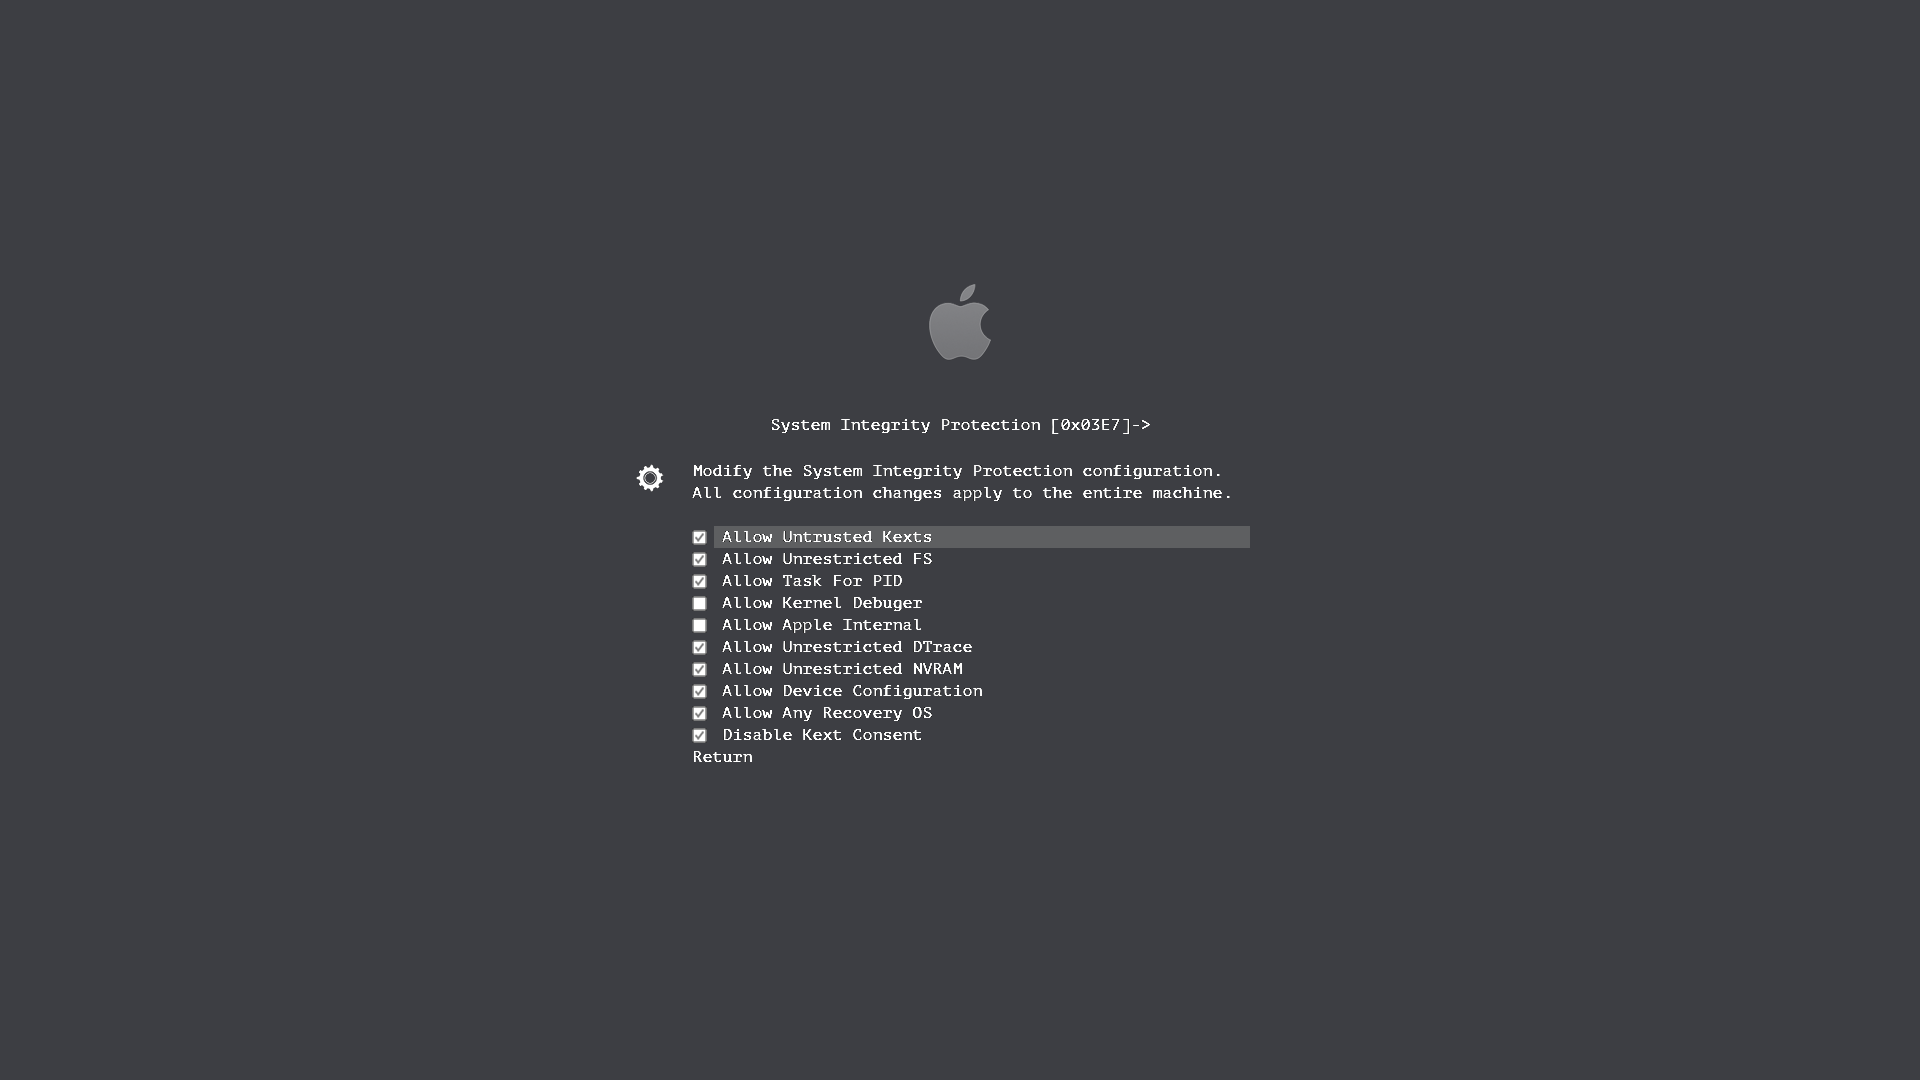 System Integrity Protection [0x03E7]->
Modify the System Integrity Protection configuration.
All configuration changes apply to the entire machine.
Allow Untrusted Kexts
Allow Unrestricted FS
Allow Task For PID
Allow Kernel Debuger
Allow Apple Internal
Allow Unrestricted DTrace
Allow Unrestricted NVRAM
Allow Device Configuration
Allow Any Recovery OS
Disable Kext Consent
Return